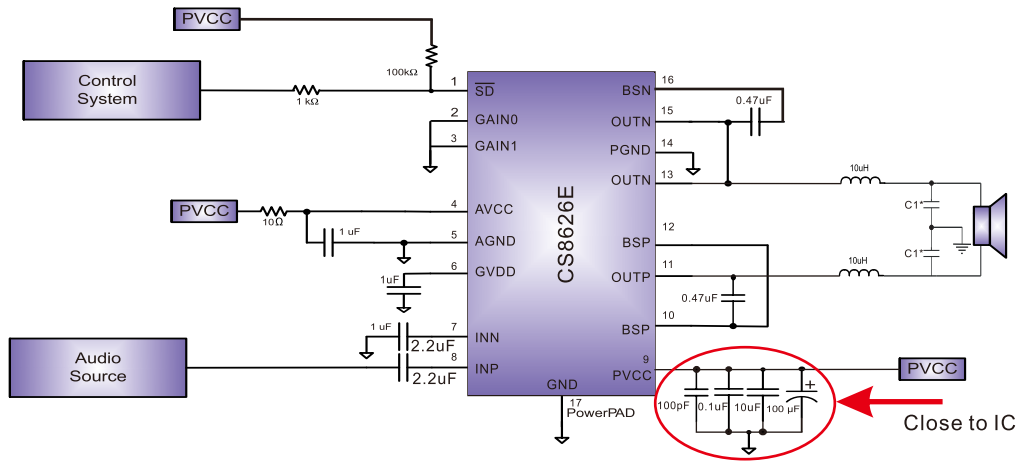 PVCC
Control
System
1 kΩ
100kΩ
1
SD
2
GAIN0
3
GAIN1
PVCC
10Ω
1 uF
4
AVCC
5
AGND
6
GVDD
1uF
Audio
Source
1 uF
2.2uF
2.2uF
7
INN
8
INP
CS8626E
GND
17
PowerPAD
BSN
16
0.47uF
OUTN
15
PGND
14
OUTN
13
10uH
C1*
C1*
BSP
12
OUTP
11
10uH
0.47uF
BSP
10
PVCC
9
PVCC
100pF
0.1uF
10uF
+
100 µF
Close to IC